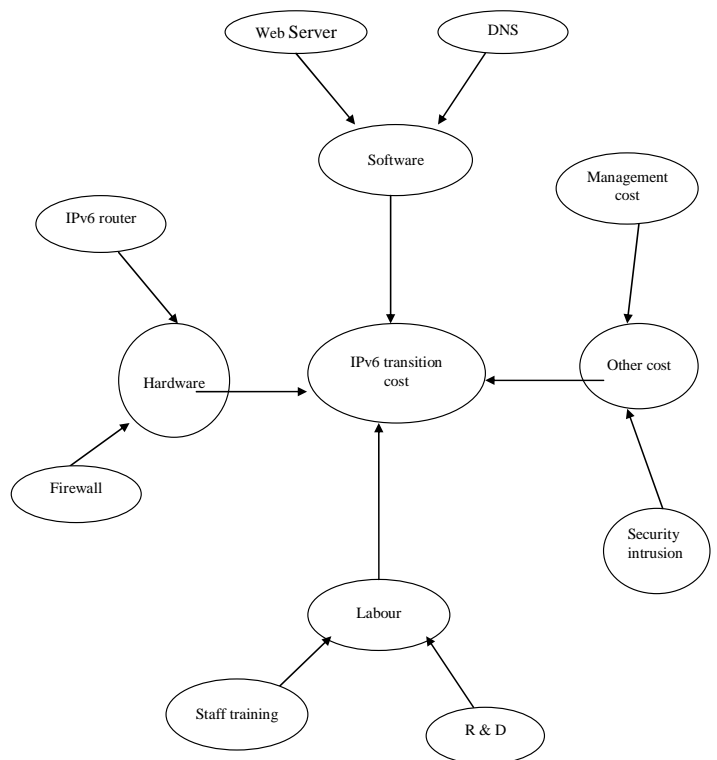 Web Server
DNS
Software
Management
cost
IPv6 router
IPv6 transition
cost
Other cost
Hardware
Firewall
Security
intrusion
Labour
Staff training
R & D